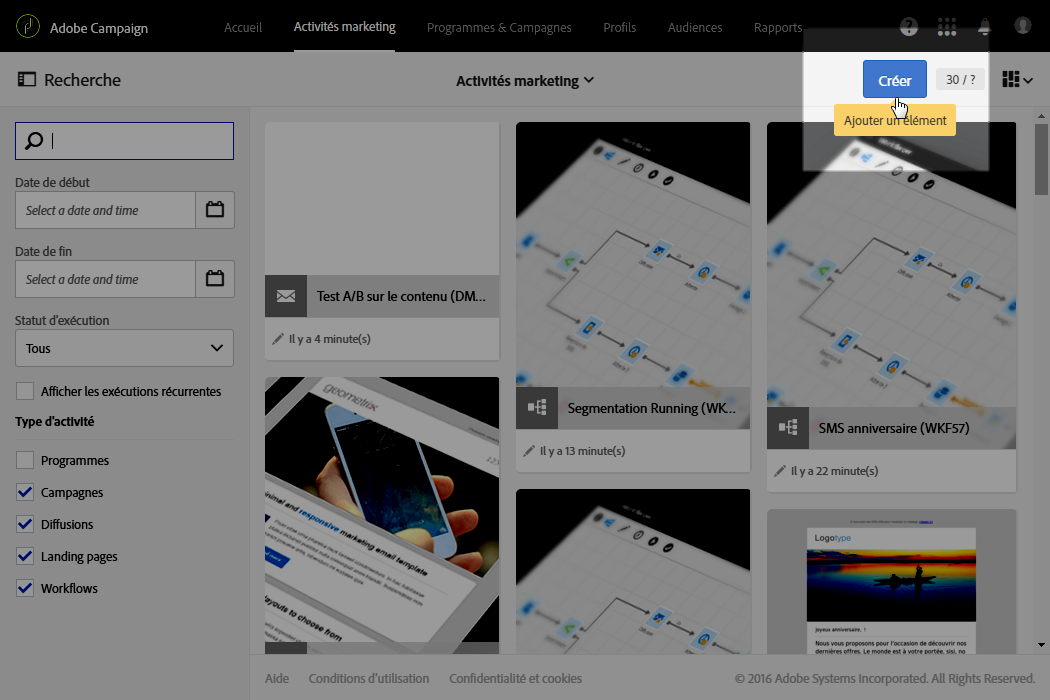 Adobe Campaign
Accueil
Activités marketing
Programmes & Campagnes
Profils
Audiences
Rapports
?
Recherche
Activités marketing
Créer
30 / ?
Ajouter un élément
Date de début
Select a date and time
Date de fin
Select a date and time
Statut d'exécution
Tous
Afficher les exécutions récurrentes
Type d'activité
Programmes
Campagnes
Diffusions
Landing pages
Workflows
Test A/B sur le contenu (DM...
Il y a 4 minute(s)
geometrixx
and responsive marketing email template
layouts to choose from
Workflow
Segmentation Running (WK...
Il y a 13 minute(s)
SMS anniversaire (WKF57)
Il y a 22 minute(s)
Logotype
Joyeux anniversaire, !
Nous vous proposons pour l'occasion de découvrir nos
dernières offres. Le monde est à votre portée, sisi, no
Aide
Conditions d'utilisation
Confidentialité et cookies
© 2016 Adobe Systems Incorporated. All Rights Reserved.